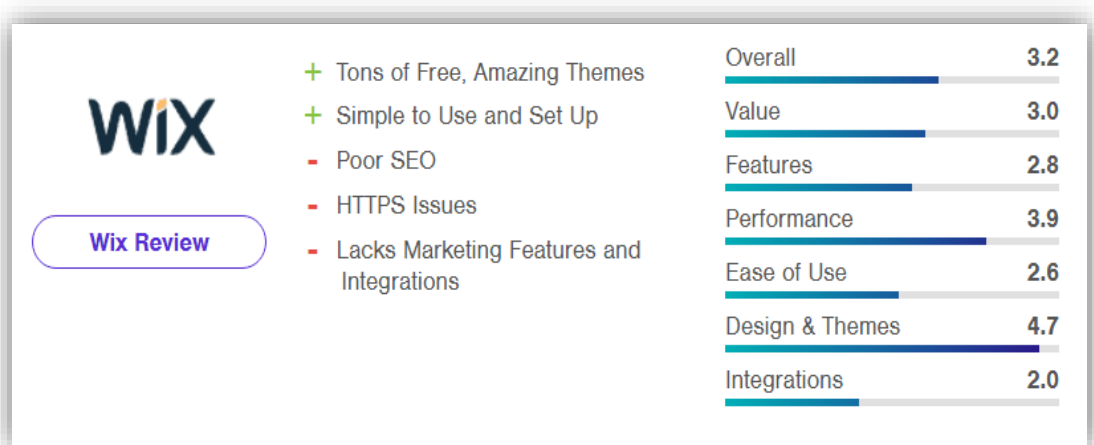 WiX
Wix Review
+ Tons of Free, Amazing Themes
+ Simple to Use and Set Up
- Poor SEO
- HTTPS Issues
- Lacks Marketing Features and
Integrations
Overall 3.2
Value 3.0
Features 2.8
Performance 3.9
Ease of Use 2.6
Design & Themes 4.7
Integrations 2.0